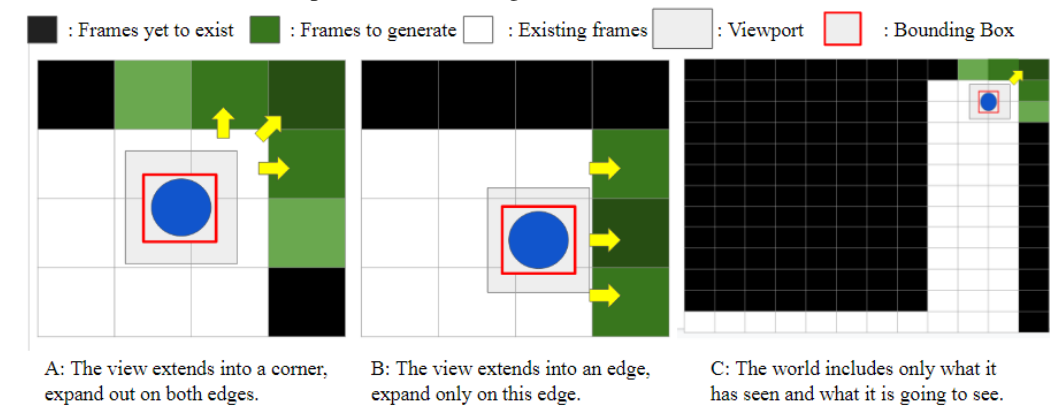 : Frames yet to exist : Frames to generate : Existing frames : Viewport : Bounding Box
A: The view extends into a corner,
expand out on both edges.
B: The view extends into an edge,
expand only on this edge.
C: The world includes only what it
has seen and what it is going to see.